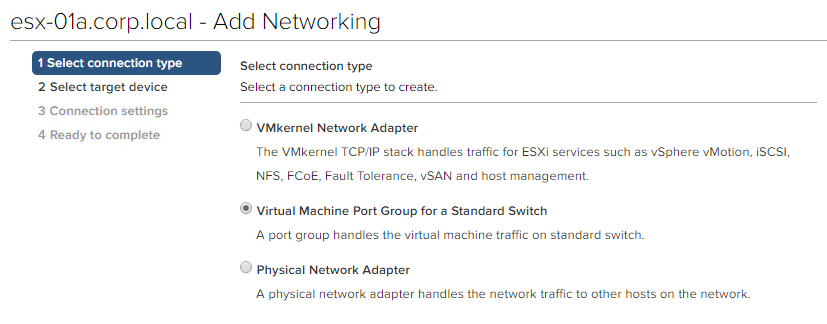 esx-01a.corp.local - Add Networking
1 Select connection type
2 Select target device
3 Connection settings
4 Ready to complete
Select connection type
Select a connection type to create.
VMkernel Network Adapter
The VMkernel TCP/IP stack handles traffic for ESXi services such as vSphere vMotion, iSCSI,
NFS, FCoE, Fault Tolerance, vSAN and host management.
Virtual Machine Port Group for a Standard Switch
A port group handles the virtual machine traffic on standard switch.
Physical Network Adapter
A physical network adapter handles the network traffic to other hosts on the network.